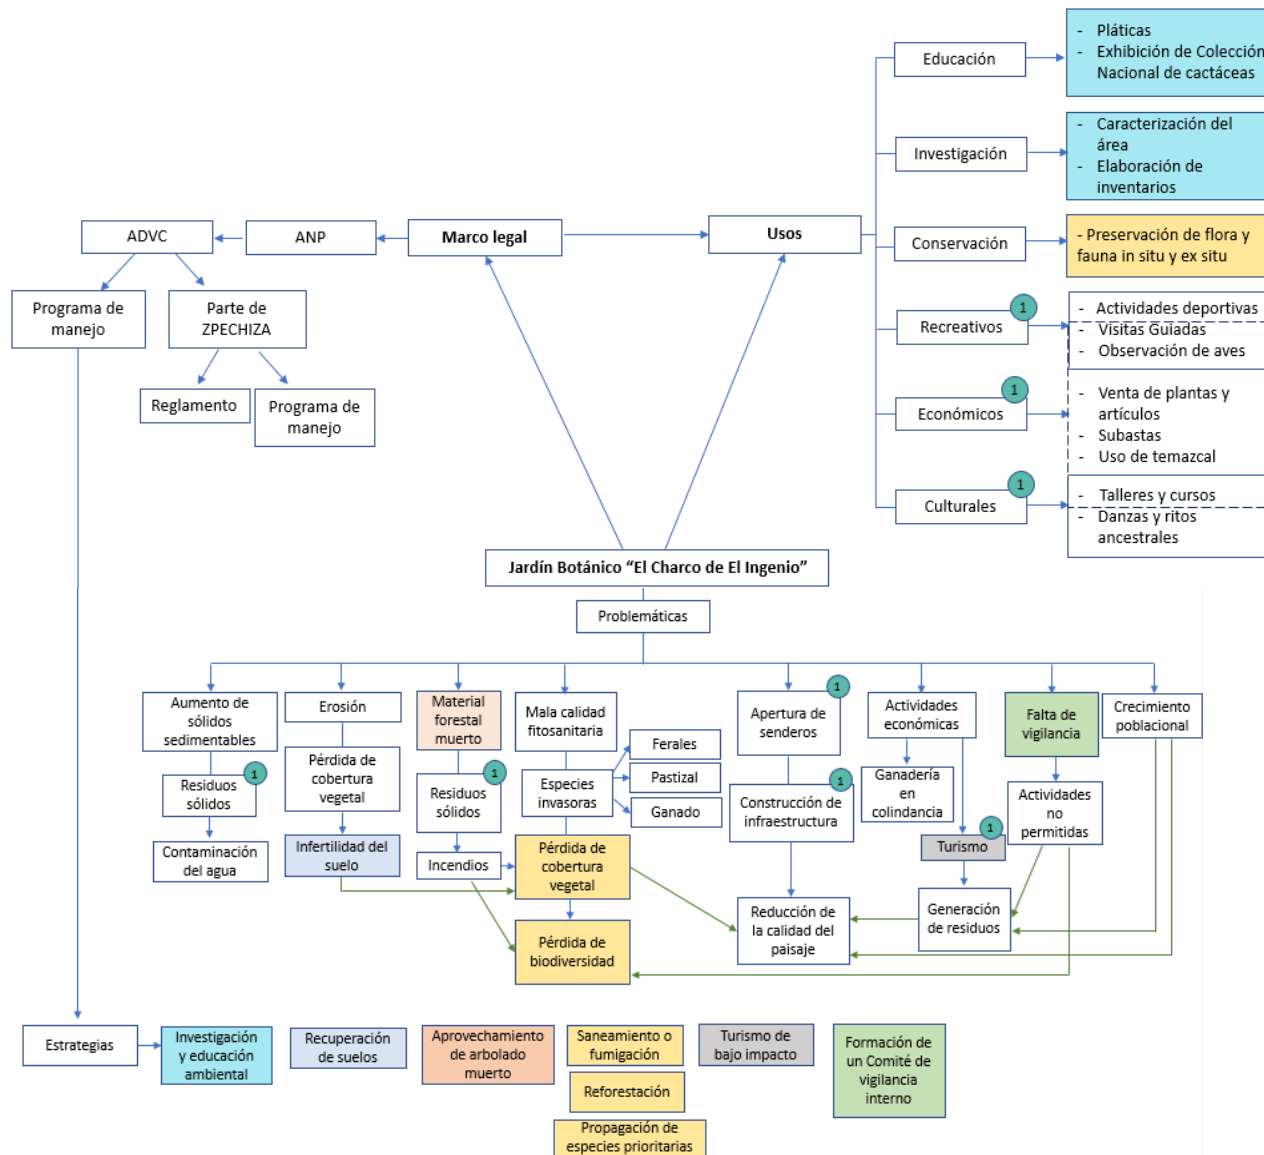 Educación
- Pláticas
- Exhibición de Colección
Nacional de cactáceas
Investigación
- Caracterización del
área
- Elaboración de
inventarios
ADVC
ANP
Marco legal
Usos
Conservación
- Preservación de flora y
fauna in situ y ex situ
Programa de
manejo
Parte de
ZPECHIZA
Reglamento
Programa de
manejo
Recreativos
1
- Actividades deportivas
- Visitas Guiadas
- Observación de aves
Económicos
1
- Venta de plantas y
artículos
- Subastas
- Uso de temazcal
Culturales
1
- Talleres y cursos
- Danzas y ritos
ancestrales
Jardín Botánico “El Charco de El Ingenio”
Problemáticas
Aumento de
sólidos
sedimentables
Residuos
sólidos
1
Contaminación
del agua
Erosión
Pérdida de
cobertura
vegetal
Infertilidad del
suelo
Material
forestal
muerto
Residuos
sólidos
1
Incendios
Mala calidad
fitosanitaria
Especies
invasoras
Ferales
Pastizal
Ganado
Pérdida de
cobertura
vegetal
Pérdida de
biodiversidad
Apertura de
senderos
1
Construcción de
infraestructura
1
Reducción de
la calidad del
paisaje
Actividades
económicas
Ganadería
en
colindancia
Turismo
1
Generación
de residuos
Falta de
vigilancia
Actividades
no
permitidas
Crecimiento
poblacional
Estrategias
Investigación
y educación
ambiental
Recuperación
de suelos
Aprovechamiento
de arbolado
muerto
Saneamiento o
fumigación
Reforestación
Propagación de
especies prioritarias
Turismo de
bajo impacto
Formación de
un Comité de
vigilancia
interno